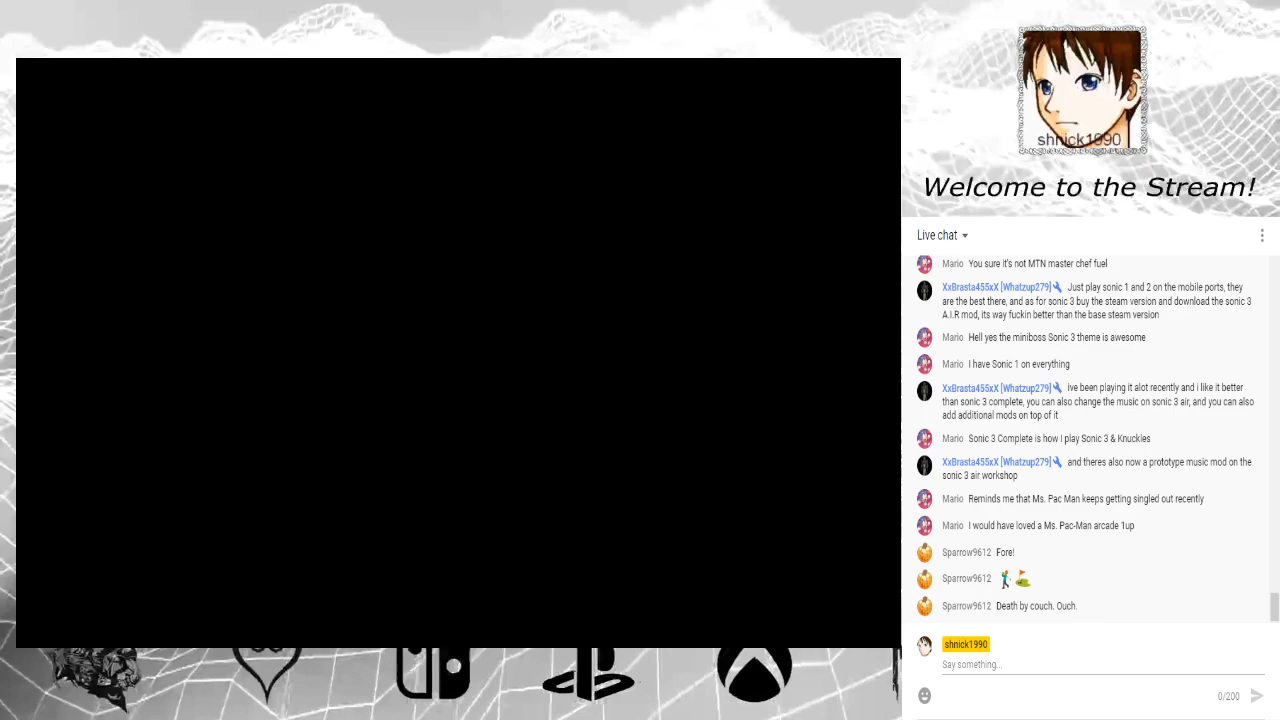 shnick1990
Welcome to the Stream!
Live chat
Mario You sure it's not MTN master chef fuel
XxBrasta455xX [Whatzup279] Just play sonic 1 and 2 on the mobile ports, they
are the best there, and as for sonic 3 buy the steam version and download the sonic 3
A.I.R mod, its way fuckin better than the base steam version
Mario Hell yes the miniboss Sonic 3 theme is awesome
Mario I have Sonic 1 on everything
XxBrasta455xX [Whatzup279] ive been playing it alot recently and i like it better
than sonic 3 complete, you can also change the music on sonic 3 air, and you can also
add additional mods on top of it
Mario Sonic 3 Complete is how I play Sonic 3 & Knuckles
XxBrasta455xX [Whatzup279] and theres also now a prototype music mod on the
sonic 3 air workshop
Mario Reminds me that Ms. Pac Man keeps getting singled out recently
Mario I would have loved a Ms. Pac-Man arcade 1up
Sparrow9612 Fore!
Sparrow9612
Sparrow9612 Death by couch. Ouch.
shnick1990
Say something...
0/200